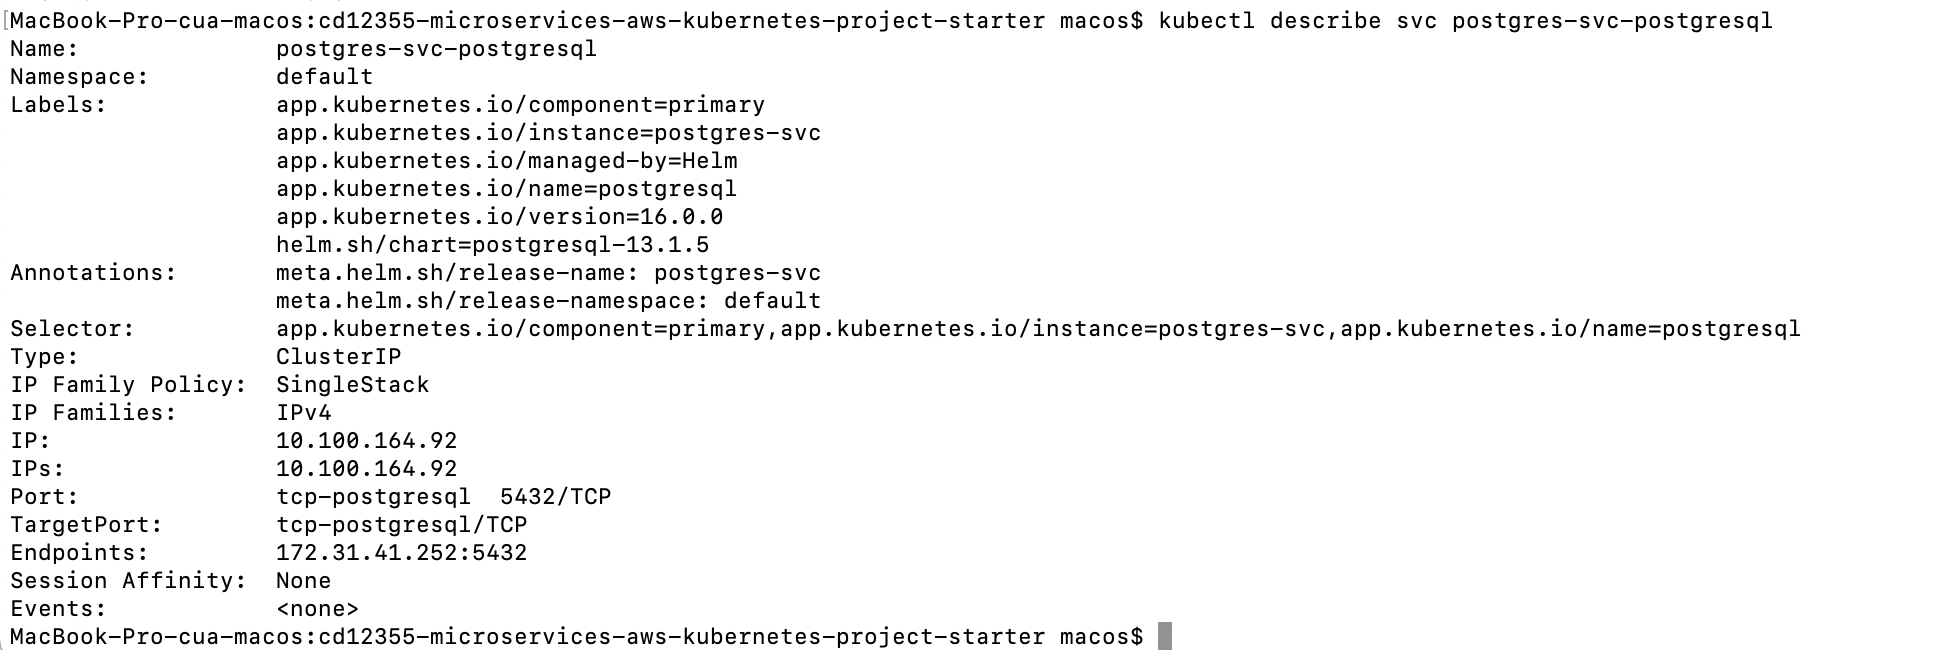 MacBook-Pro-cua-macos:cd12355-microservices-aws-kubernetes-project-starter macos$ kubectl describe svc postgres-svc-postgresql
Name:              postgres-svc-postgresql
Namespace:         default
Labels:            app.kubernetes.io/component=primary
                   app.kubernetes.io/instance=postgres-svc
                   app.kubernetes.io/managed-by=Helm
                   app.kubernetes.io/name=postgresql
                   app.kubernetes.io/version=16.0.0
                   helm.sh/chart=postgresql-13.1.5
Annotations:       meta.helm.sh/release-name: postgres-svc
                   meta.helm.sh/release-namespace: default
Selector:          app.kubernetes.io/component=primary,app.kubernetes.io/instance=postgres-svc,app.kubernetes.io/name=postgresql
Type:              ClusterIP
IP Family Policy:  SingleStack
IP Families:       IPv4
IP:                10.100.164.92
IPs:               10.100.164.92
Port:              tcp-postgresql  5432/TCP
TargetPort:        tcp-postgresql/TCP
Endpoints:         172.31.41.252:5432
Session Affinity:  None
Events:            <none>
MacBook-Pro-cua-macos:cd12355-microservices-aws-kubernetes-project-starter macos$